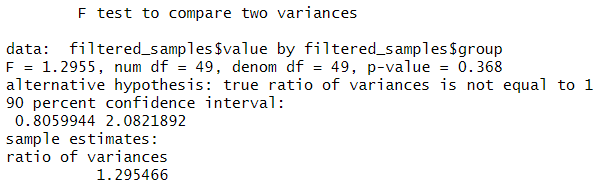 F test to compare two variances
data:  filtered_samples$value by filtered_samples$group
F = 1.2955, num df = 49, denom df = 49, p-value = 0.368
alternative hypothesis: true ratio of variances is not equal to 1
90 percent confidence interval:
0.8059944 2.0821892
sample estimates:
ratio of variances
1.295466